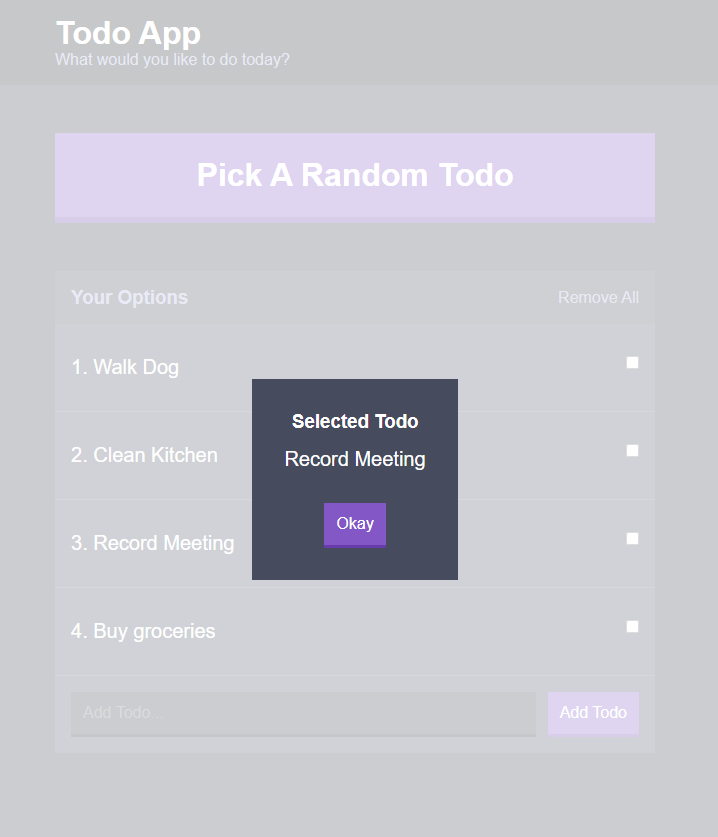 Todo App
What would you like to do today?
Pick A Random Todo
Your Options
Remove All
1. Walk Dog
2. Clean Kitchen
3. Record Meeting
4. Buy groceries
Selected Todo
Record Meeting
Okay
Add Todo...
Add Todo